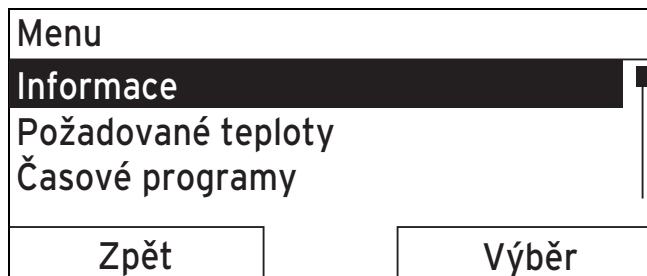 Menu
Informace
Požadované teploty
Časové programy
Zpět Výběr